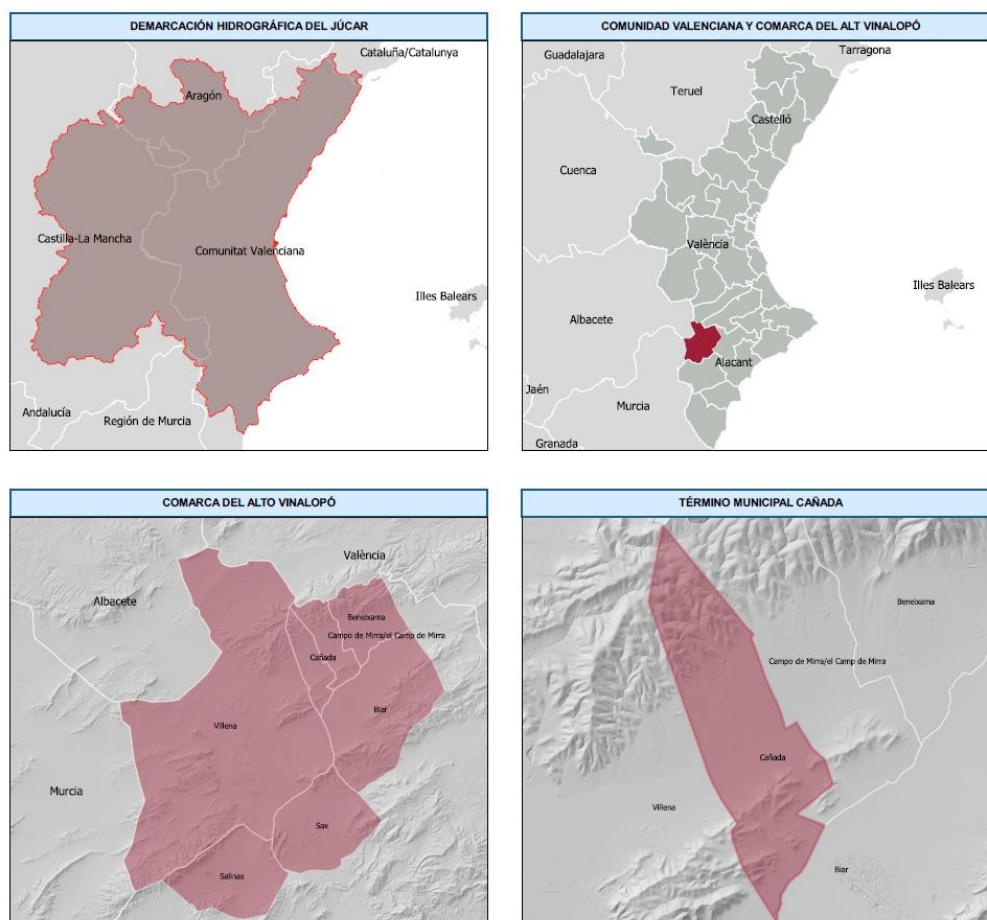 DEMARCACIÓN HIDROGRÁFICA DEL JÚCAR
Cataluña/Catalunya
Aragón
Castilla-La Mancha
Comunitat Valenciana
Illes Balears
Andalucía
Región de Murcia
COMUNIDAD VALENCIANA Y COMARCA DEL ALT VINALOPÓ
Guadalajara
Tarragona
Teruel
Castelló
Cuenca
València
Illes Balears
Albacete
Alacant
Jaén
Murcia
Granada
COMARCA DEL ALTO VINALOPÓ
València
Albacete
Beneixama
Campo de Mirra/el Camp de Mirra
Cañada
Biar
Villena
Murcia
Sax
Salinas
TÉRMINO MUNICIPAL CAÑADA
Beneixama
Campo de Mirra/el Camp de Mirra
Cañada
Villena
Biar